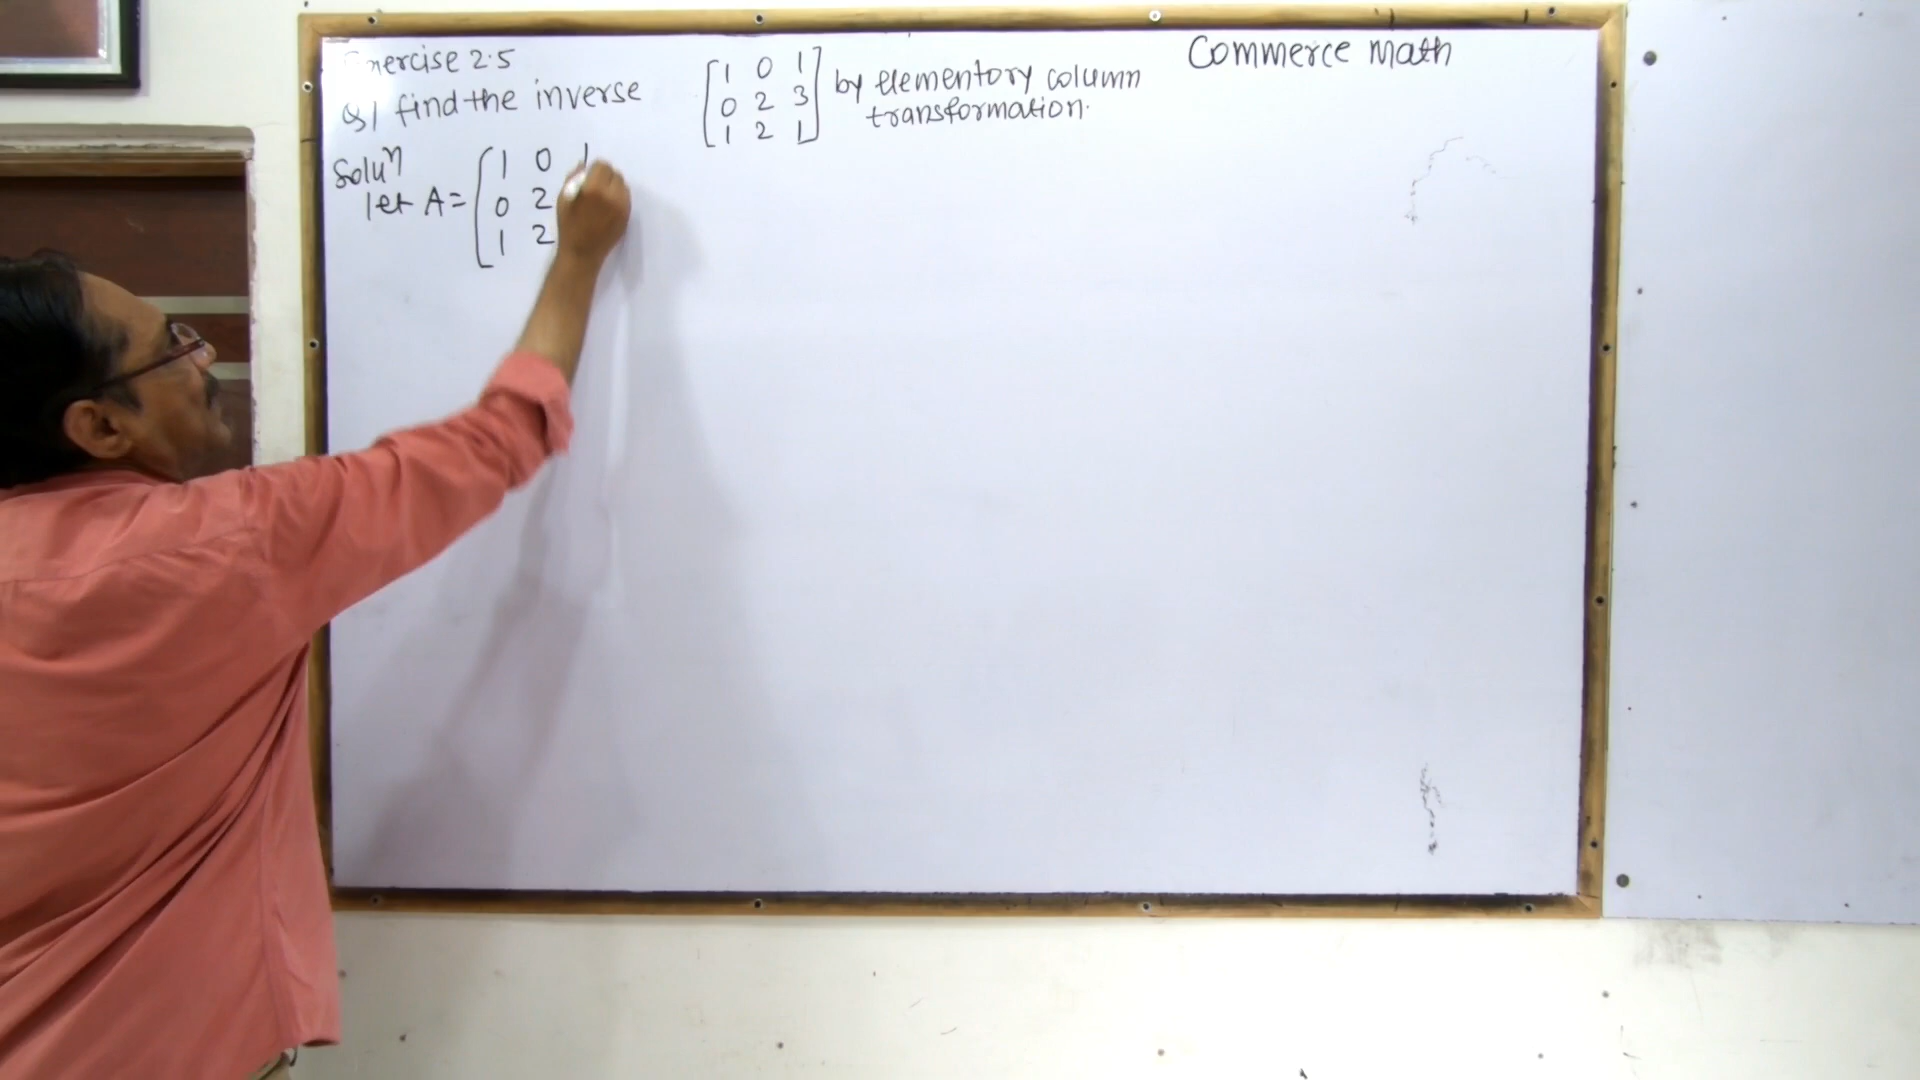 Commerce Math
Exercise 2.5
Q1 find the inverse [1 0 1 by elementory column
0 2 3 transformation.
1 2 1]
Soluⁿ
let A = [1 0 1
0 2
1 2